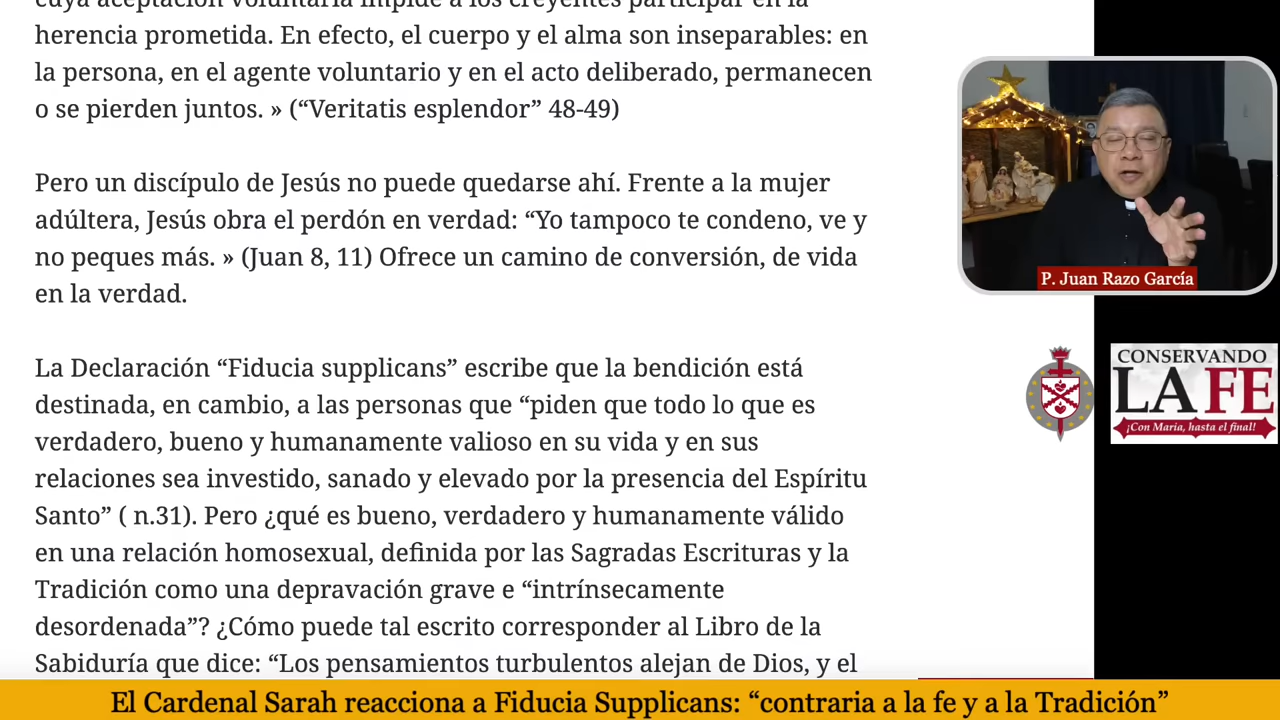 cuya aceptación voluntaria impide a los creyentes participar en la
herencia prometida. En efecto, el cuerpo y el alma son inseparables: en
la persona, en el agente voluntario y en el acto deliberado, permanecen
o se pierden juntos. » (“Veritatis esplendor” 48-49)
Pero un discípulo de Jesús no puede quedarse ahí. Frente a la mujer
adúltera, Jesús obra el perdón en verdad: “Yo tampoco te condeno, ve y
no peques más. » (Juan 8, 11) Ofrece un camino de conversión, de vida
en la verdad.
La Declaración “Fiducia supplicans” escribe que la bendición está
destinada, en cambio, a las personas que “piden que todo lo que es
verdadero, bueno y humanamente valioso en su vida y en sus
relaciones sea investido, sanado y elevado por la presencia del Espíritu
Santo” ( n.31). Pero ¿qué es bueno, verdadero y humanamente válido
en una relación homosexual, definida por las Sagradas Escrituras y la
Tradición como una depravación grave e “intrínsecamente
desordenada”? ¿Cómo puede tal escrito corresponder al Libro de la
Sabiduría que dice: “Los pensamientos turbulentos alejan de Dios, y el
P. Juan Razo García
CONSERVANDO
LA FE
¡Con María, hasta el final!
El Cardenal Sarah reacciona a Fiducia Supplicans: “contraria a la fe y a la Tradición”